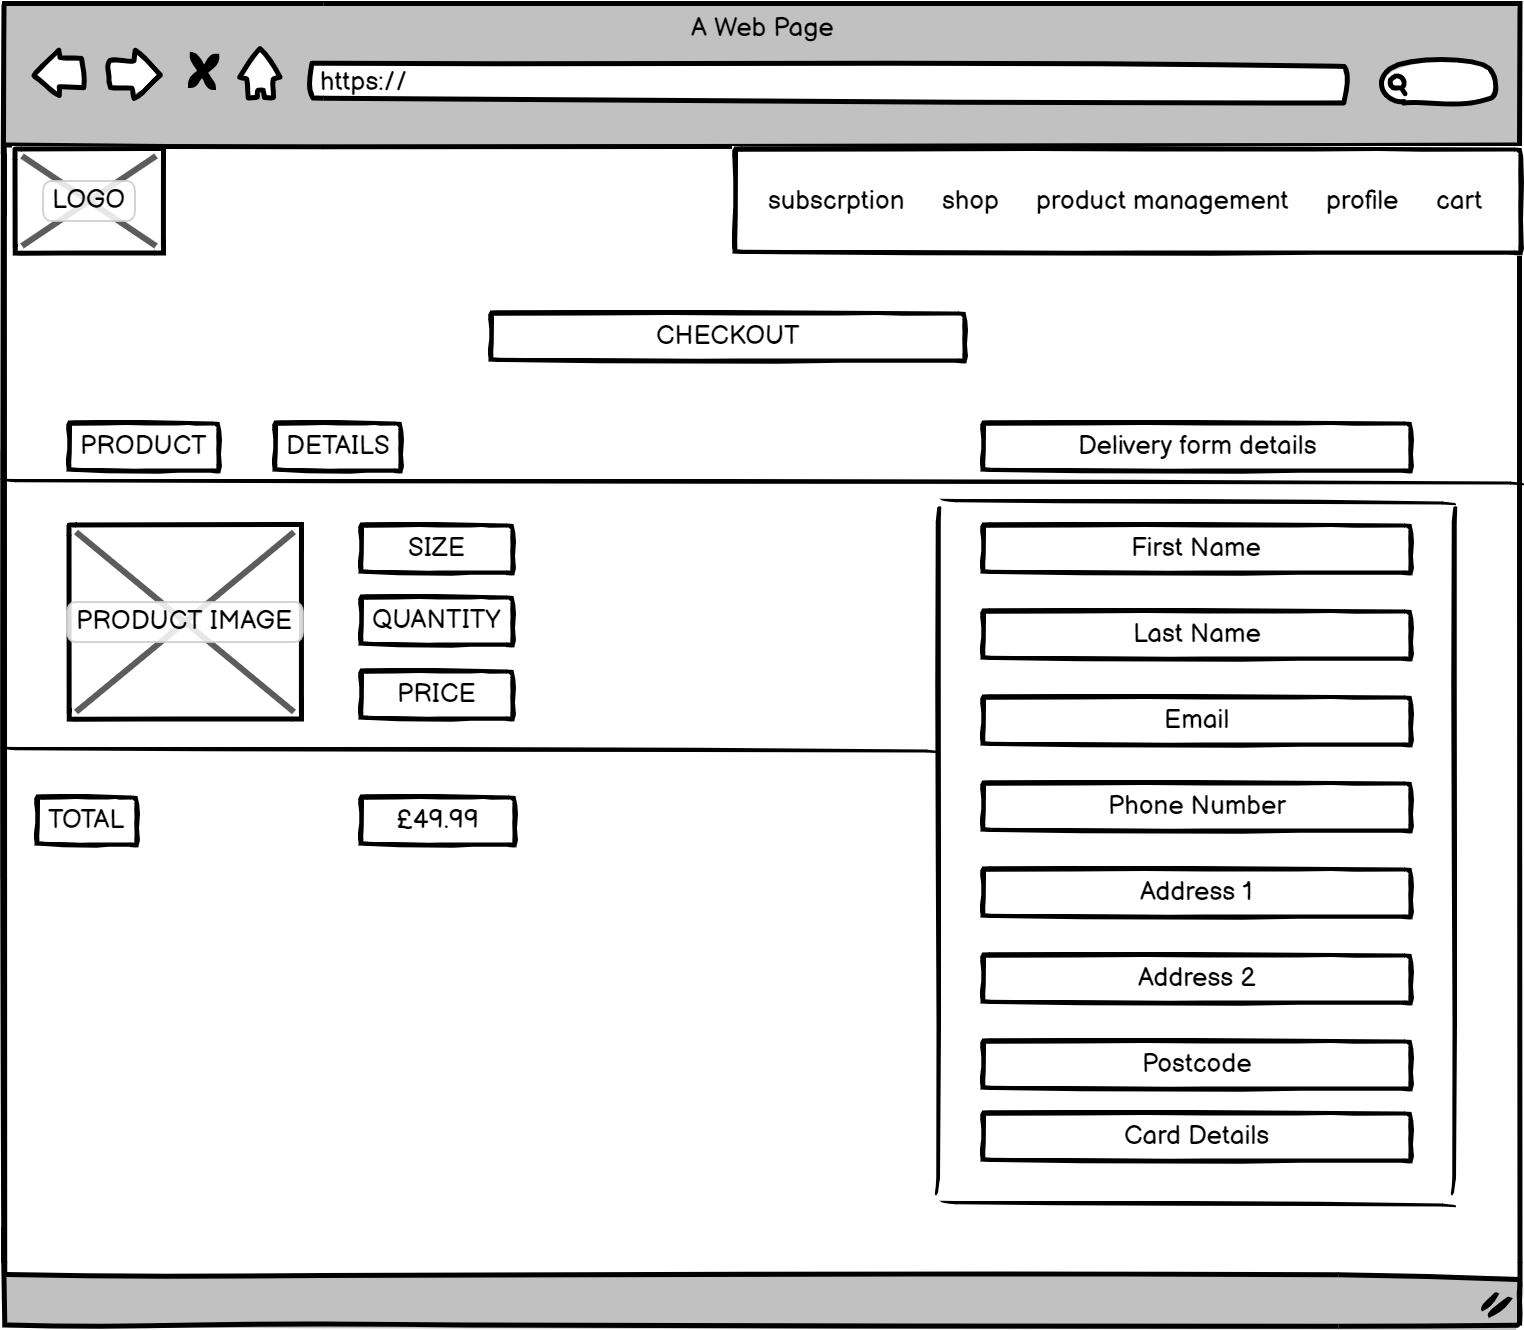 A Web Page
https://
LOGO
subscrption shop product management profile cart
CHECKOUT
PRODUCT DETAILS Delivery form details
SIZE First Name
PRODUCT IMAGE QUANTITY Last Name
PRICE Email
TOTAL £49.99 Phone Number
Address 1
Address 2
Postcode
Card Details